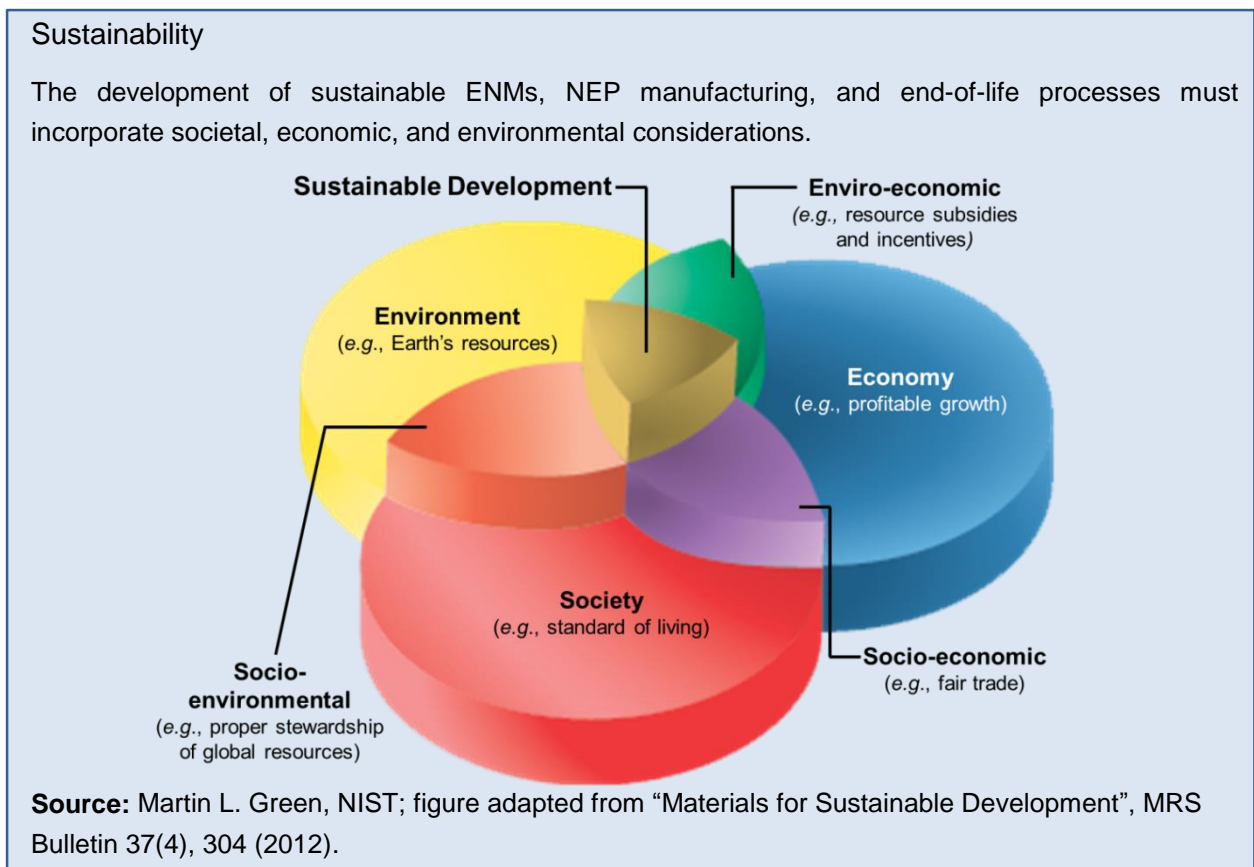 Sustainability
The development of sustainable ENMs, NEP manufacturing, and end-of-life processes must
incorporate societal, economic, and environmental considerations.
Sustainable Development
Enviro-economic
(e.g., resource subsidies
and incentives)
Environment
(e.g., Earth's resources)
Economy
(e.g., profitable growth)
Society
(e.g., standard of living)
Socio-
environmental
(e.g., proper stewardship
of global resources)
Socio-economic
(e.g., fair trade)
Source: Martin L. Green, NIST; figure adapted from “Materials for Sustainable Development”, MRS
Bulletin 37(4), 304 (2012).